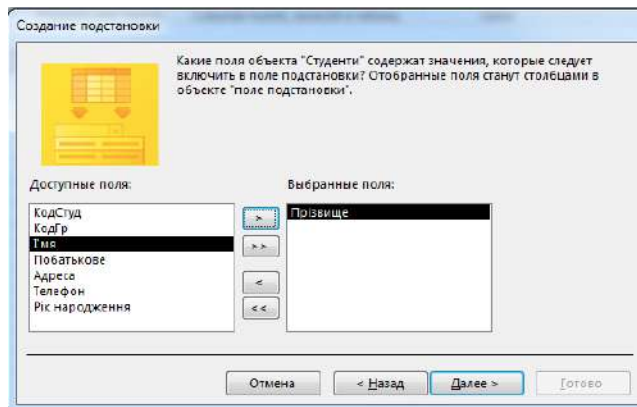 Создание подстановки
Какие поля объекта "Студенти" содержат значения, которые следует
включить в поле подстановки? Отобранные поля станут столбцами в
объекте "поле подстановки".
Доступные поля:
Выбранные поля:
КодСтуд
КодГр
Ім'я
Побатькове
Адреса
Телефон
Рік народження
>
>>
<
<<
Прізвище
Отмена
< Назад
Далее >
Готово